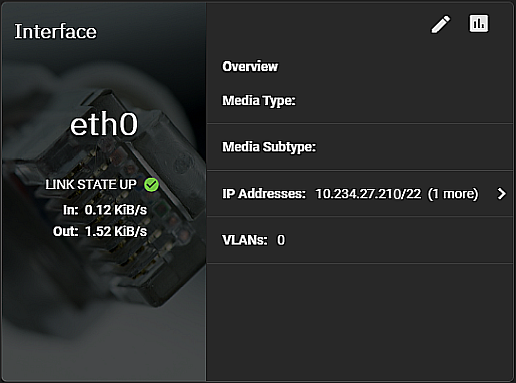 Interface
eth0
LINK STATE UP
In: 0.12 KiB/s
Out: 1.52 KiB/s
Overview
Media Type:
Media Subtype:
IP Addresses: 10.234.27.210/22 (1 more)
VLANs: 0